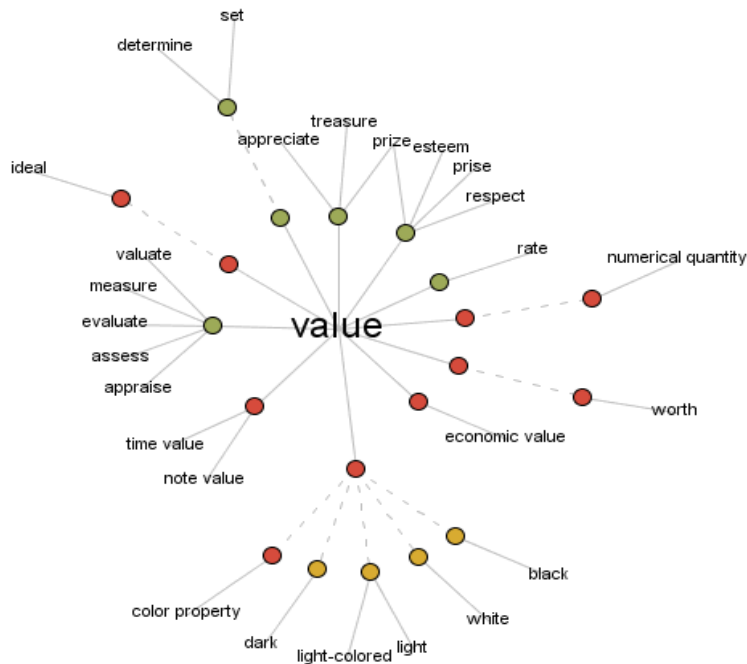 set
determine
treasure
appreciate
prize
esteem
prise
ideal
respect
rate
valuate
numerical quantity
measure
evaluate
value
assess
appraise
worth
time value
economic value
note value
black
color property
white
dark
light
light-colored